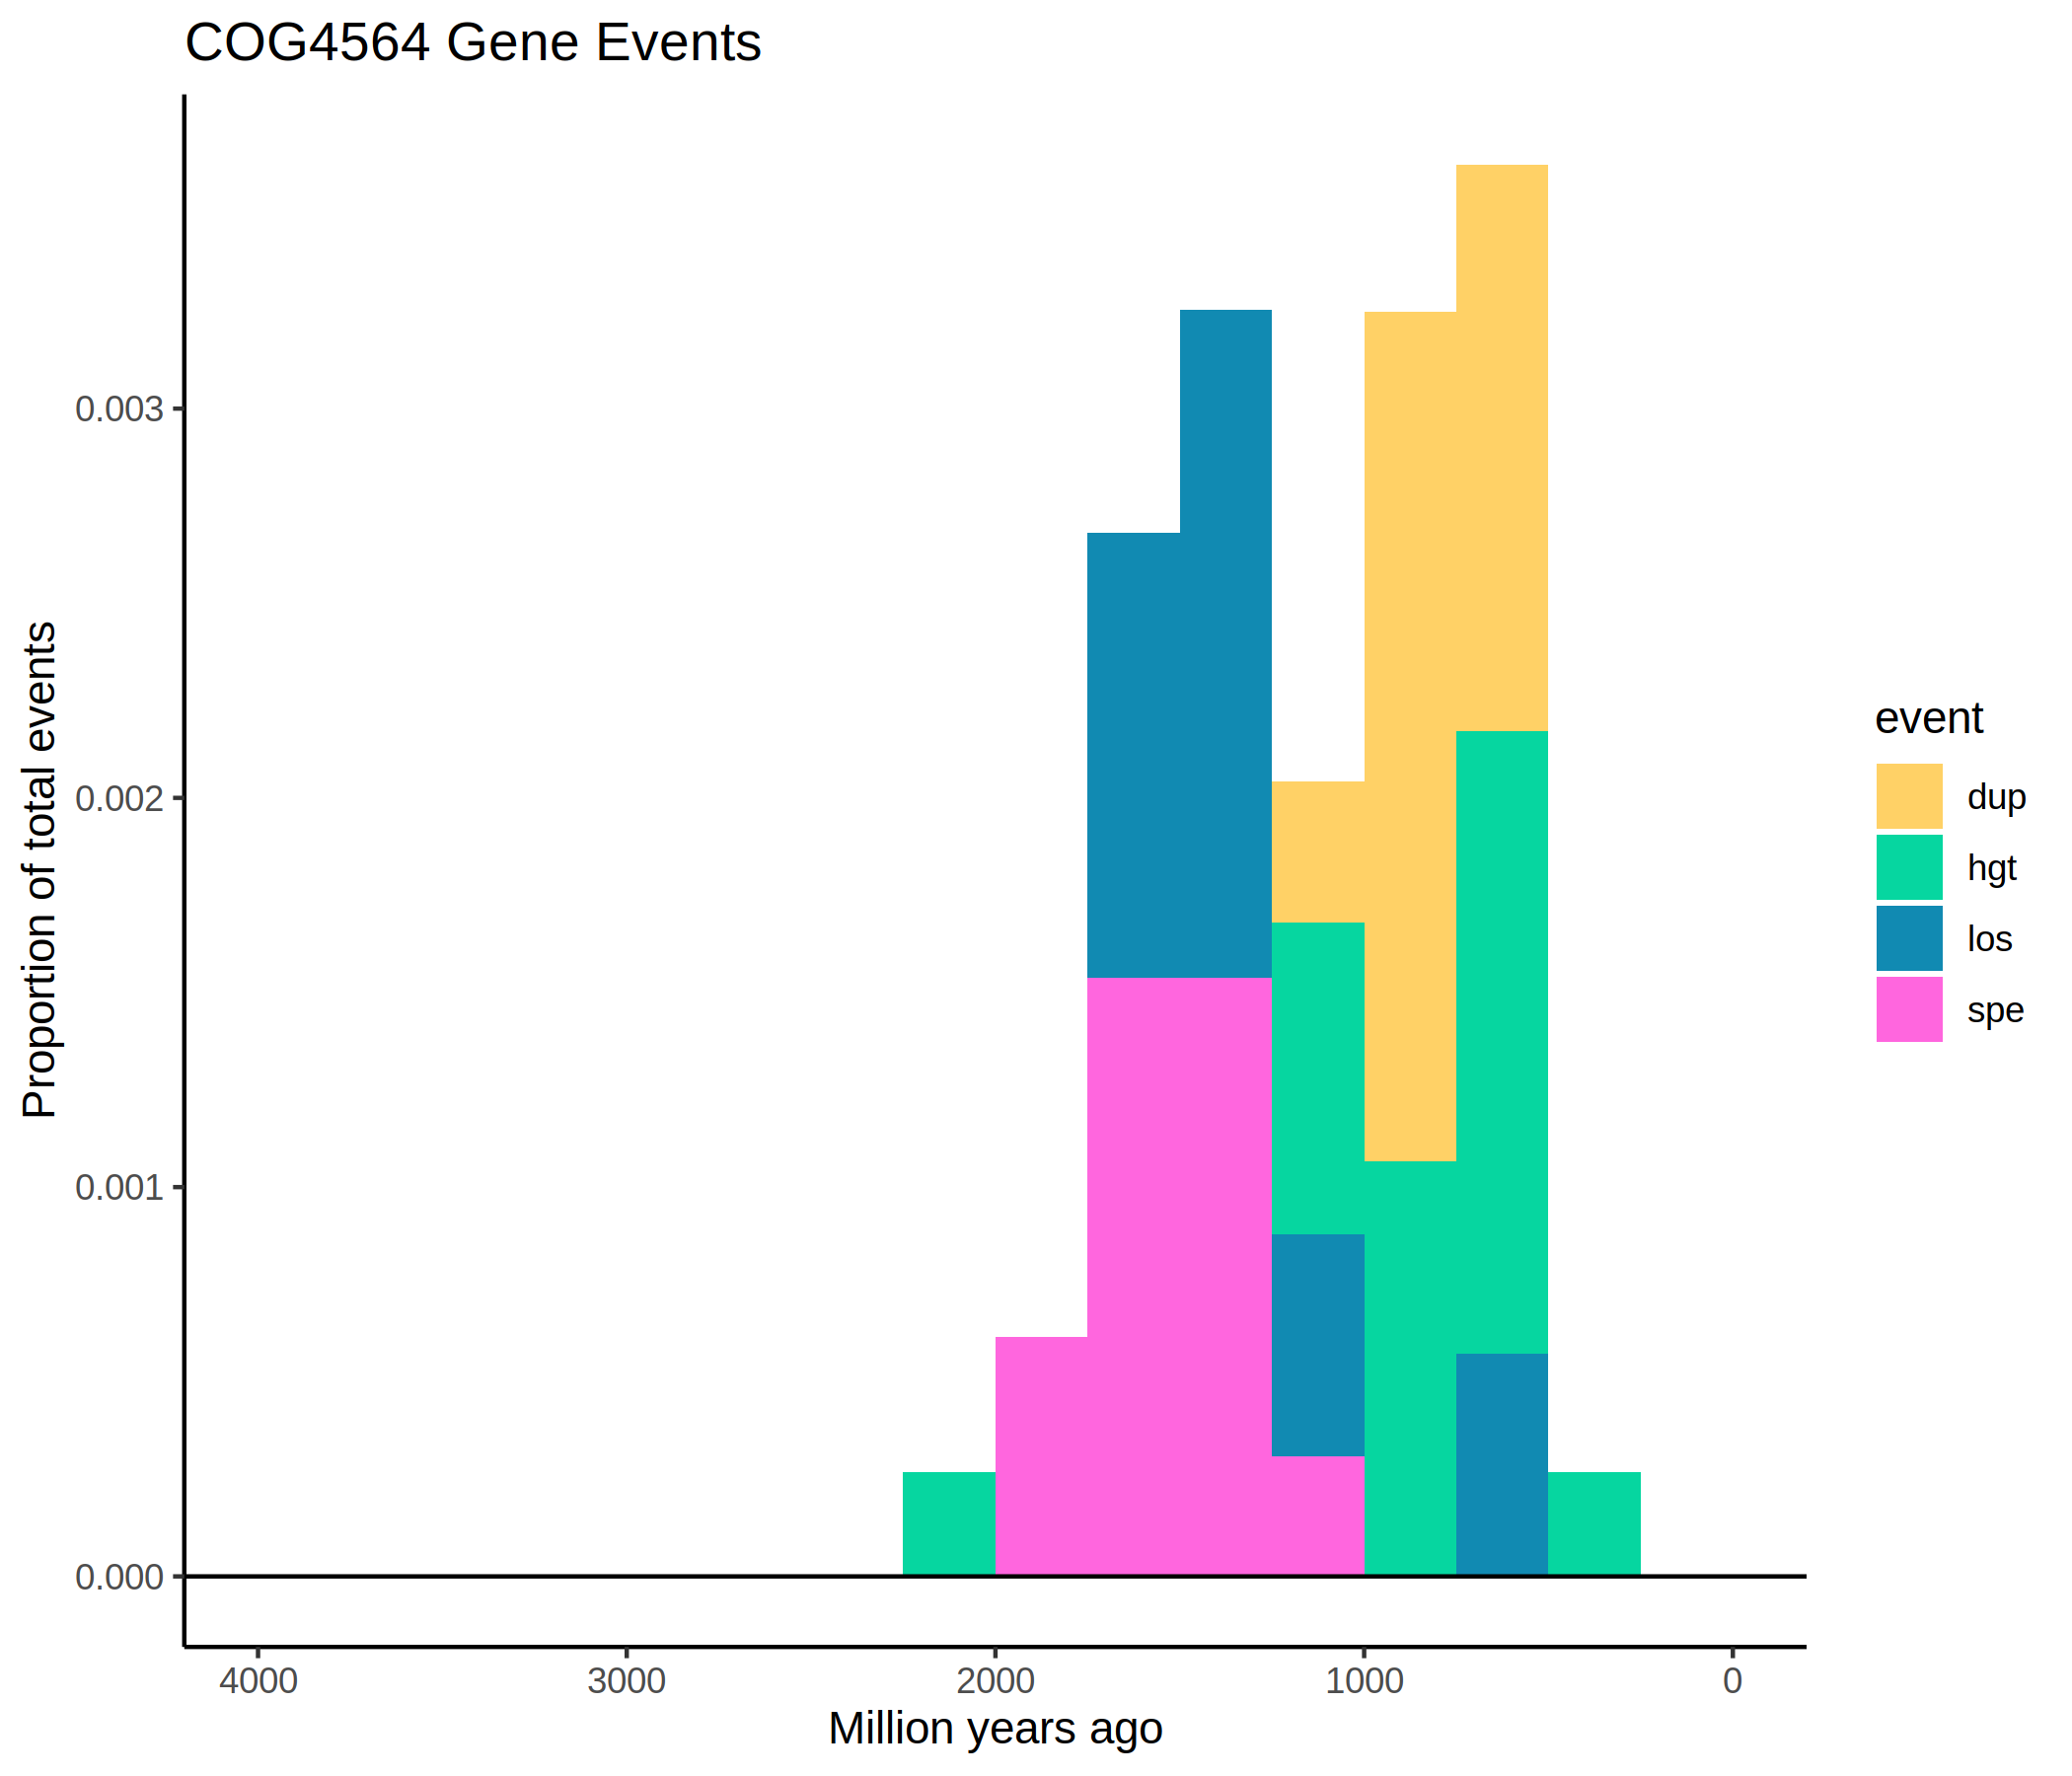 COG4564 Gene Events
Proportion of total events
0.003
0.002
0.001
0.000
4000 3000 2000 1000 0
Million years ago
event
dup
hgt
los
spe